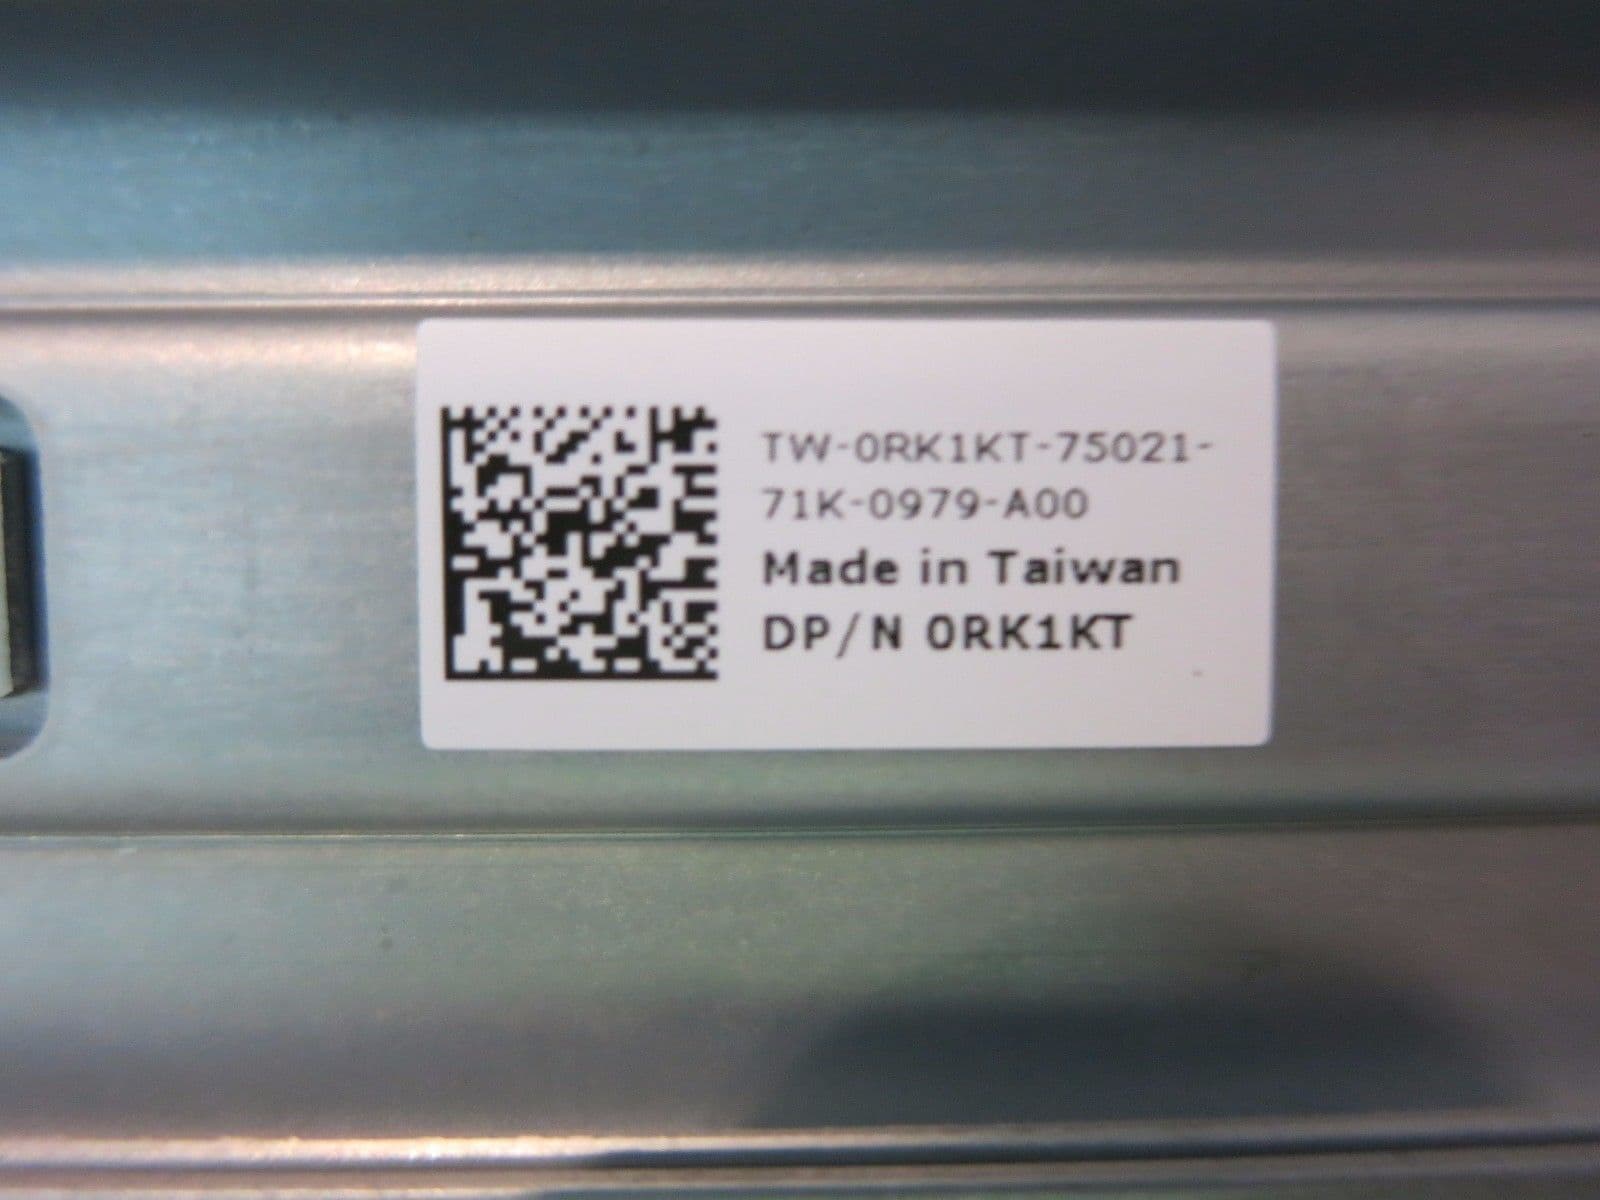 TW-0RK1KT-75021-
71K-0979-A00
Made in Taiwan
DP/N 0RK1KT